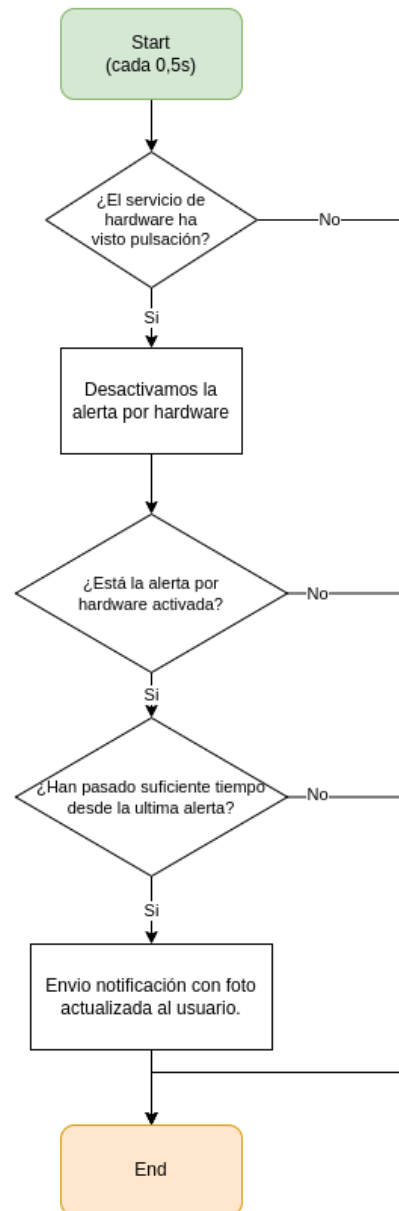 Start
(cada 0,5s)
¿El servicio de
hardware ha
visto pulsación?
No
Si
Desactivamos la
alerta por hardware
¿Está la alerta por
hardware activada?
No
Si
¿Han pasado suficiente tiempo
desde la ultima alerta?
No
Si
Envio notificación con foto
actualizada al usuario.
End